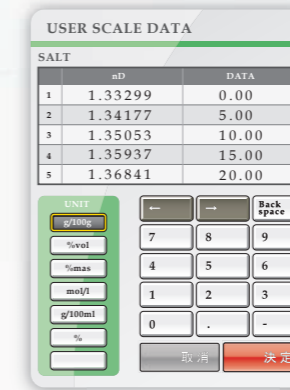 USER SCALE DATA
SALT
nD DATA
1 1.33299 0.00
2 1.34177 5.00
3 1.35053 10.00
4 1.35937 15.00
5 1.36841 20.00
UNIT
g/100g
%vol
%mas
mol/l
g/100ml
%
← → Back space
7 8 9
4 5 6
1 2 3
0 . -
取消 决定